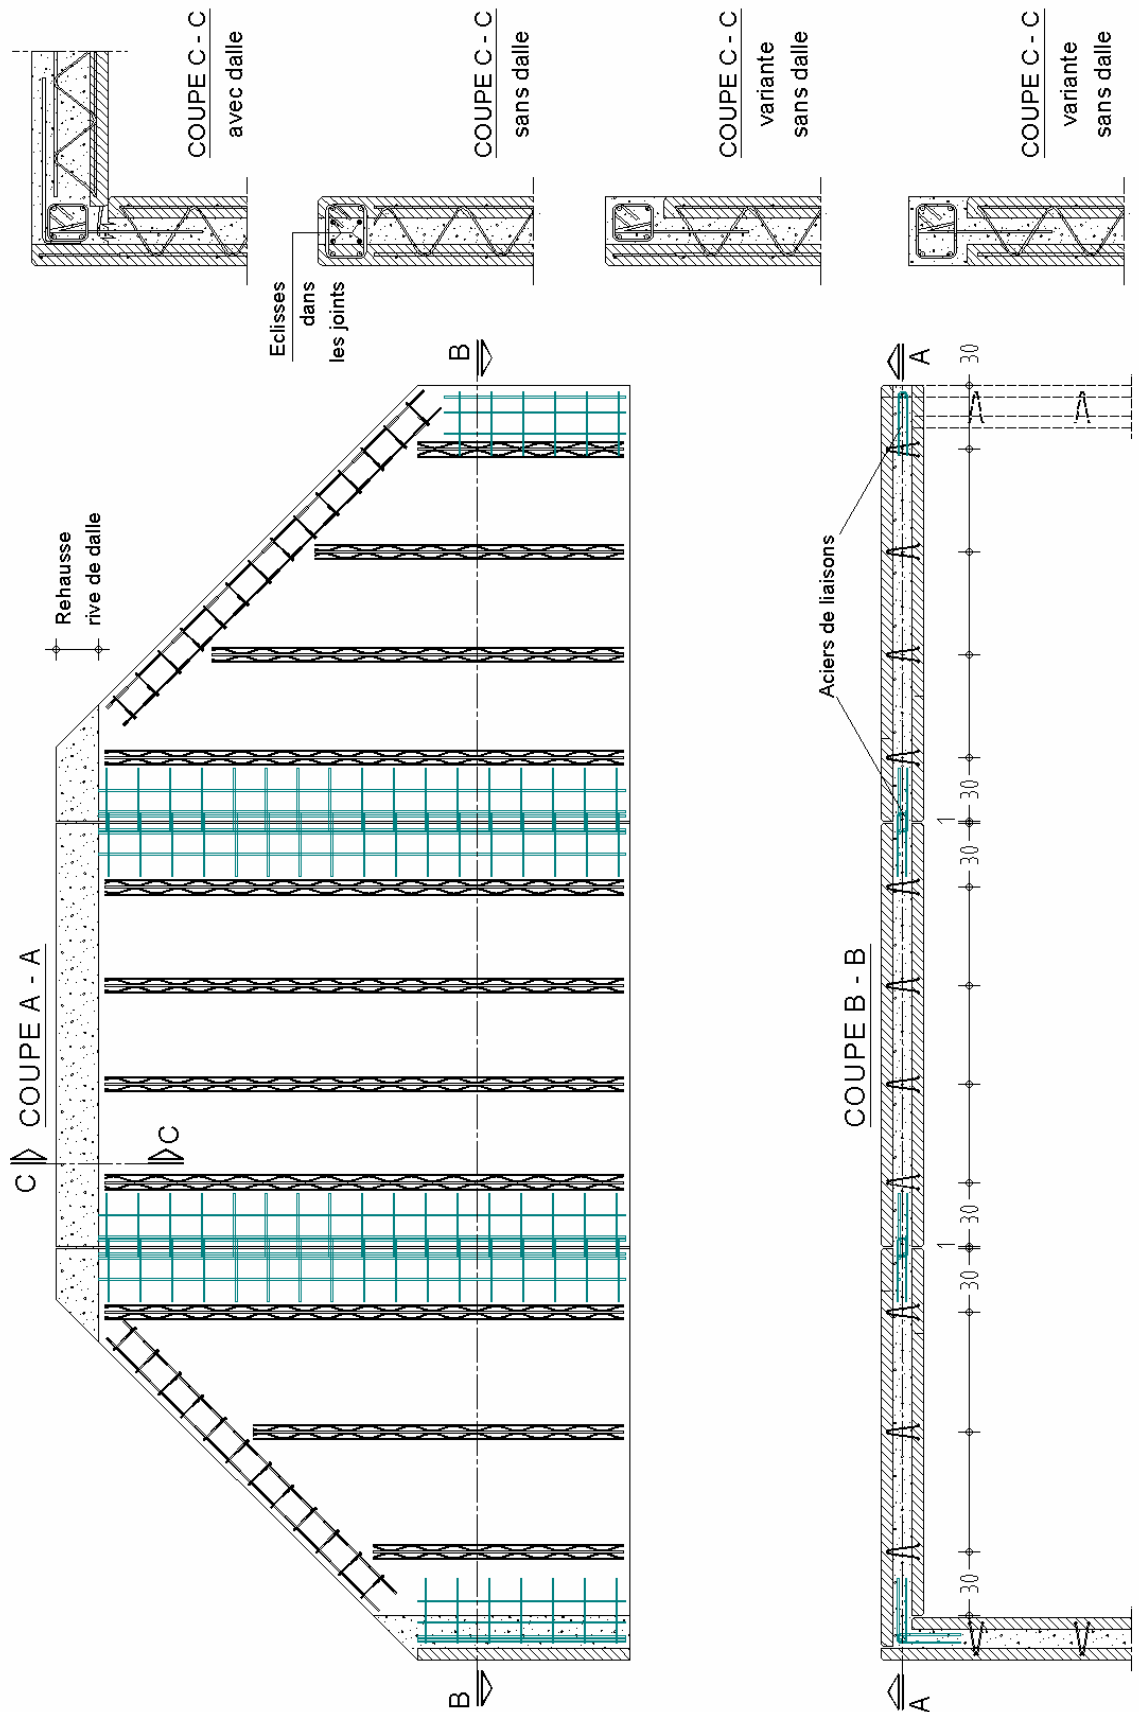 COUPE C - C
avec dalle
COUPE C - C
sans dalle
COUPE C - C
variante
sans dalle
COUPE C - C
variante
sans dalle
Eclisses
dans
les joints
Rehausse
rive de dalle
COUPE A - A
C
C
B
B
Aciers de liaisons
COUPE B - B
A
A
30
1
30
30
1
30
30
30